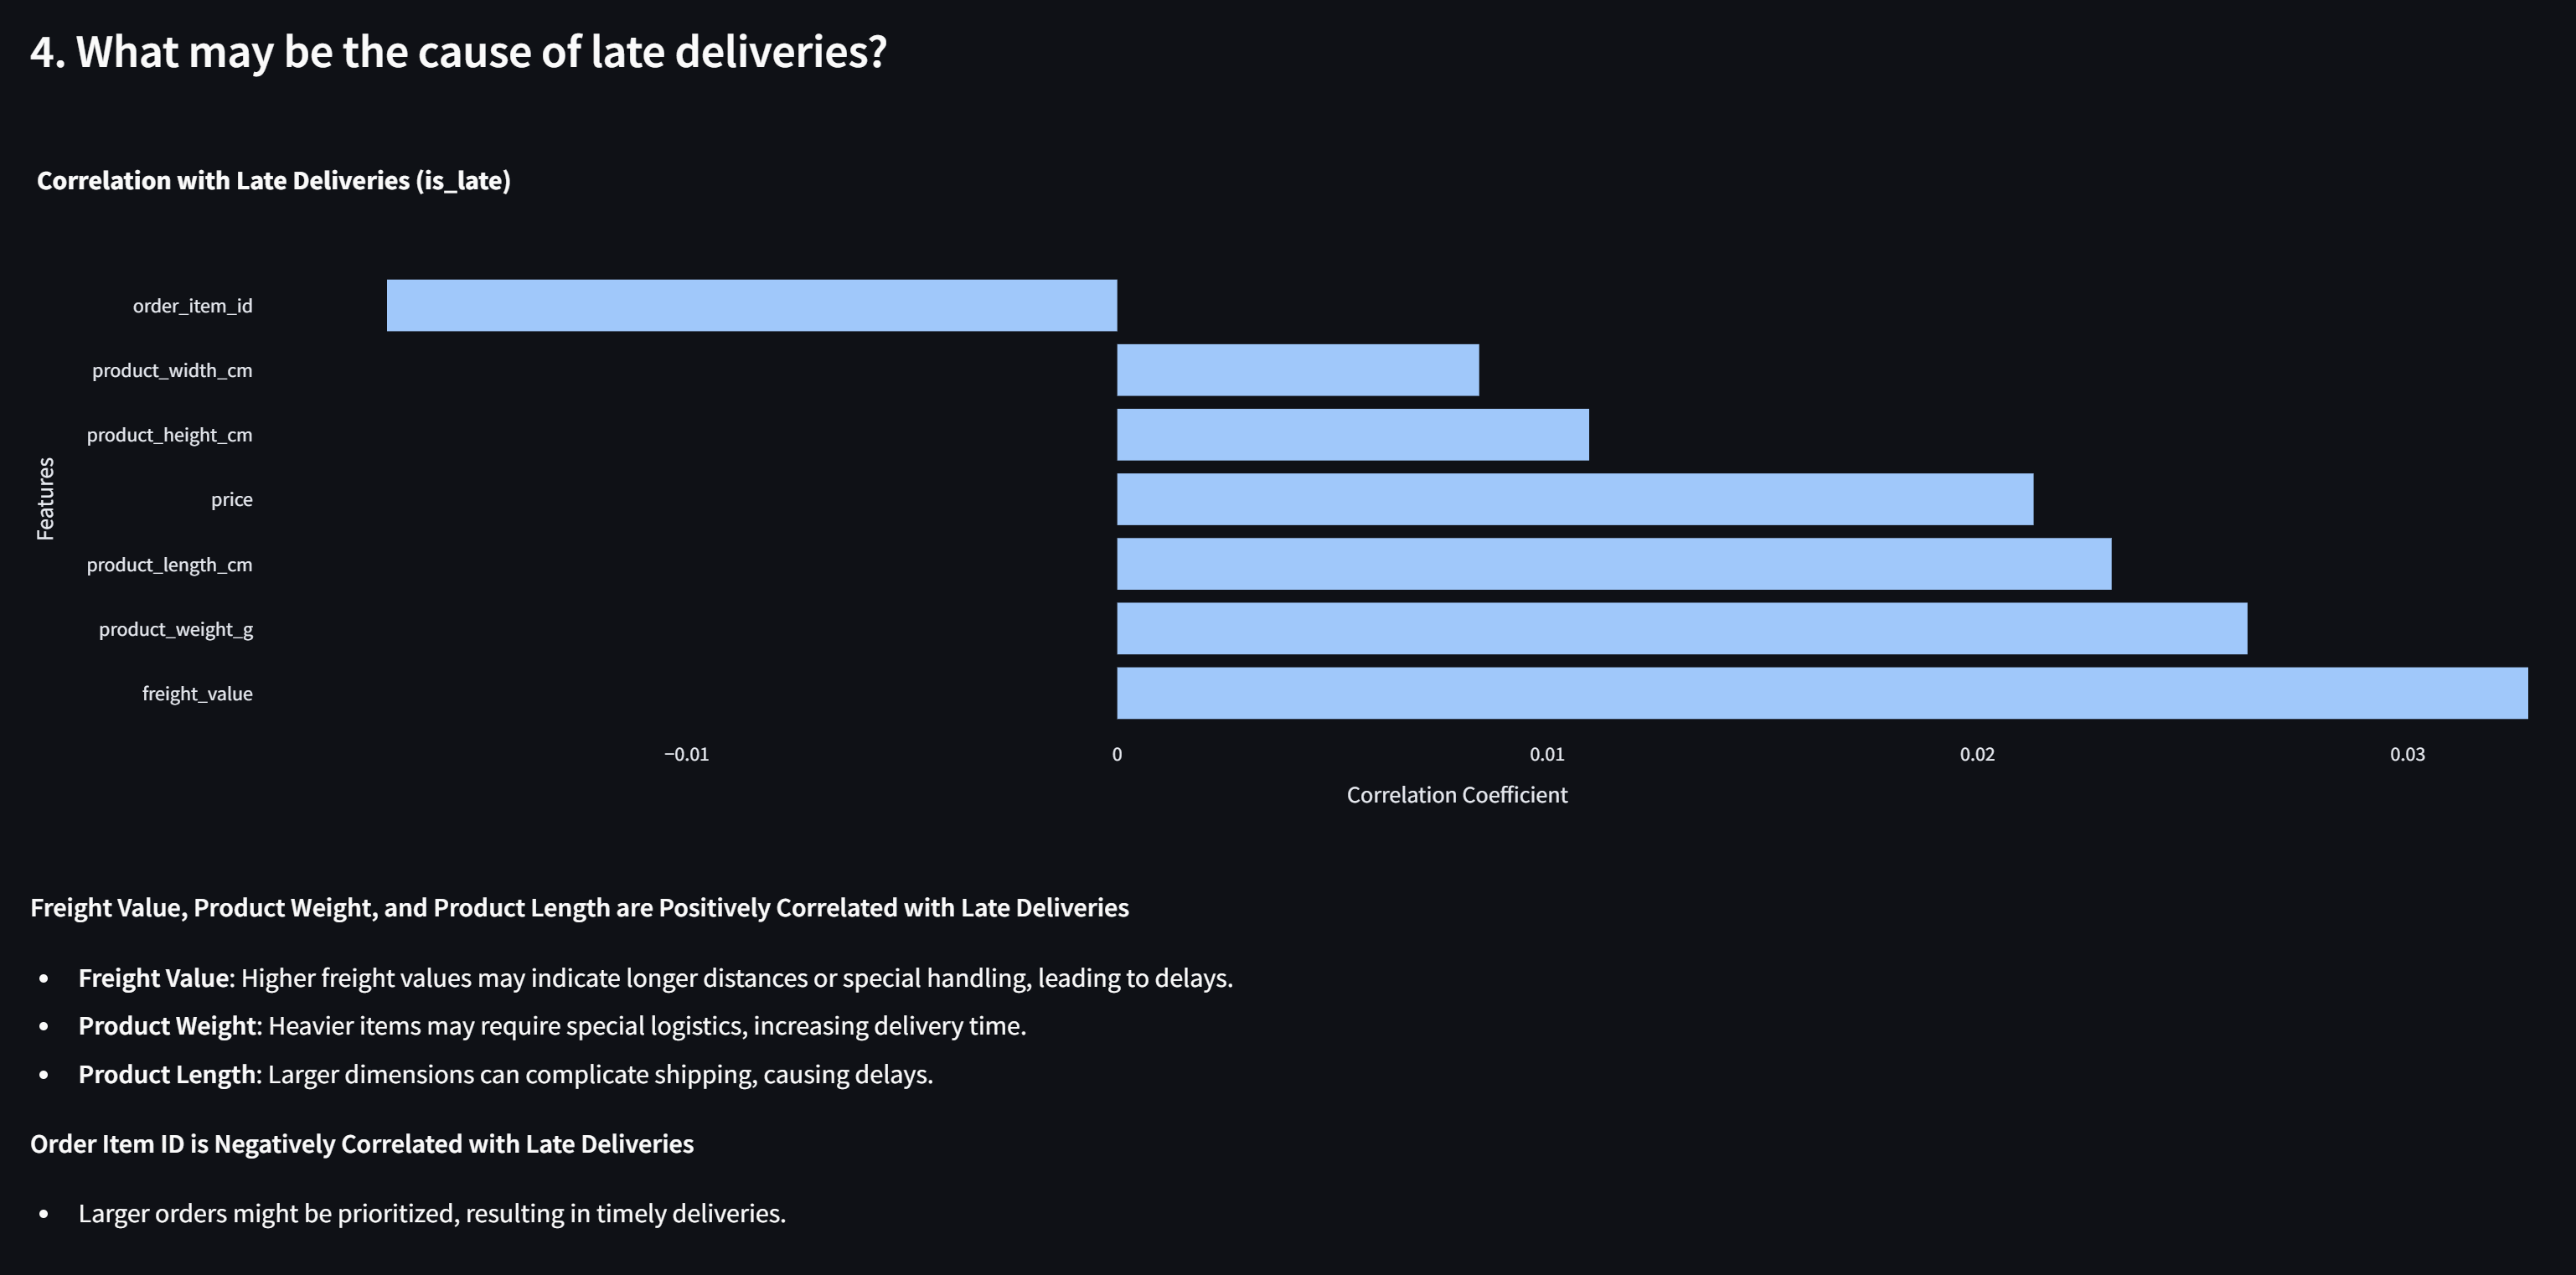 4. What may be the cause of late deliveries?
Correlation with Late Deliveries (is_late)
order_item_id
product_width_cm
product_height_cm
price
product_length_cm
product_weight_g
freight_value
Features
−0.01
0
0.01
0.02
0.03
Correlation Coefficient
Freight Value, Product Weight, and Product Length are Positively Correlated with Late Deliveries
• Freight Value: Higher freight values may indicate longer distances or special handling, leading to delays.
• Product Weight: Heavier items may require special logistics, increasing delivery time.
• Product Length: Larger dimensions can complicate shipping, causing delays.
Order Item ID is Negatively Correlated with Late Deliveries
• Larger orders might be prioritized, resulting in timely deliveries.